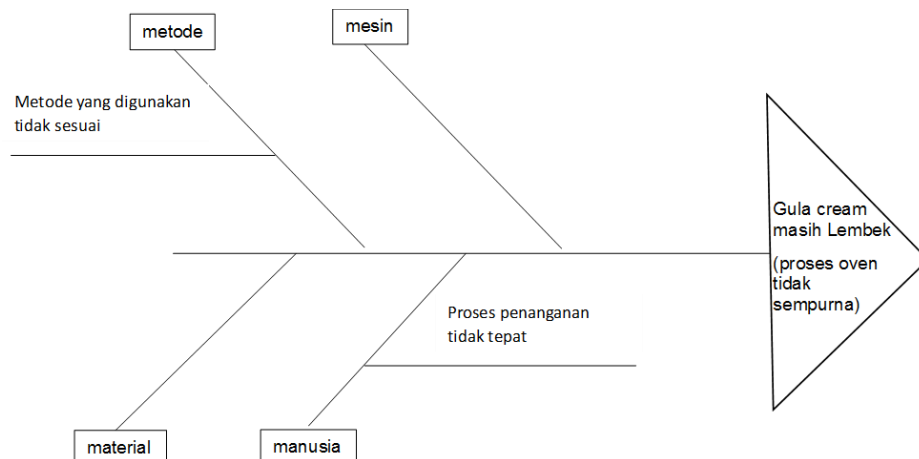 metode
mesin
Metode yang digunakan
tidak sesuai
Gula cream
masih Lembek
(proses oven
tidak
sempurna)
Proses penanganan
tidak tepat
material
manusia